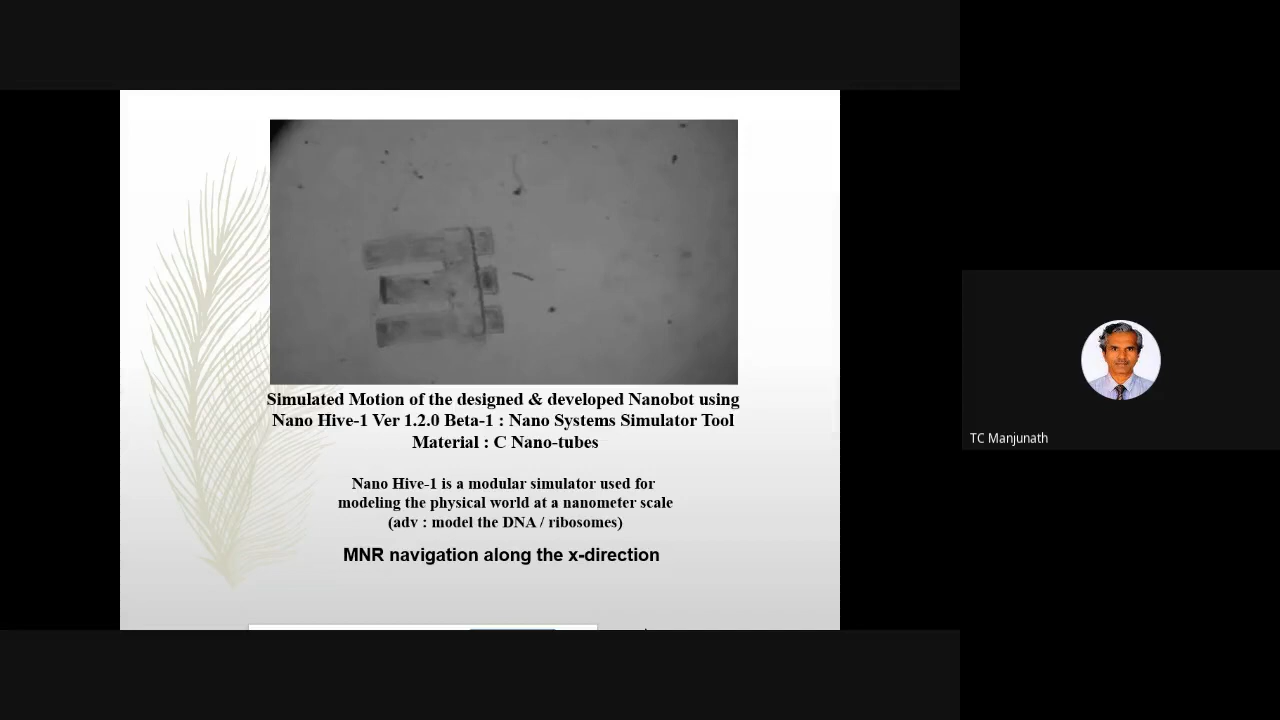 Simulated Motion of the designed & developed Nanobot using
Nano Hive-1 Ver 1.2.0 Beta-1 : Nano Systems Simulator Tool
Material : C Nano-tubes
Nano Hive-1 is a modular simulator used for
modeling the physical world at a nanometer scale
(adv : model the DNA / ribosomes)
MNR navigation along the x-direction
TC Manjunath